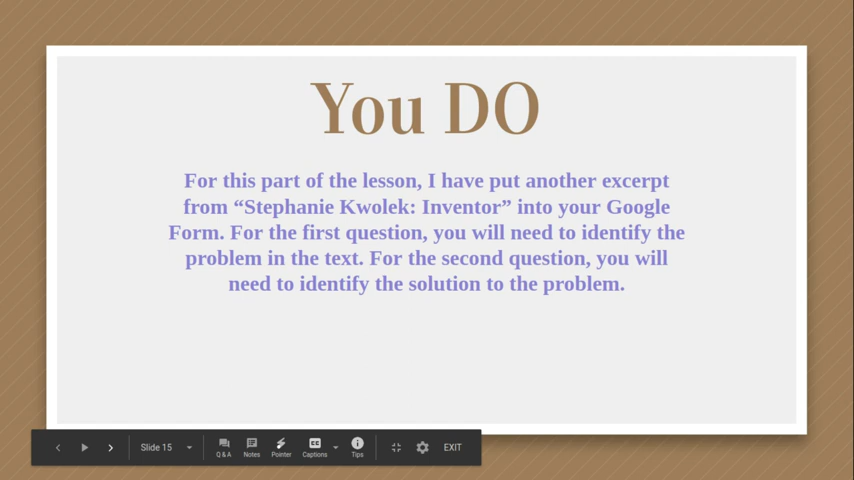 You DO
For this part of the lesson, I have put another excerpt
from “Stephanie Kwolek: Inventor” into your Google
Form. For the first question, you will need to identify the
problem in the text. For the second question, you will
need to identify the solution to the problem.
Slide 15
Q & A
Notes
Pointer
CC
Captions
Tips
EXIT